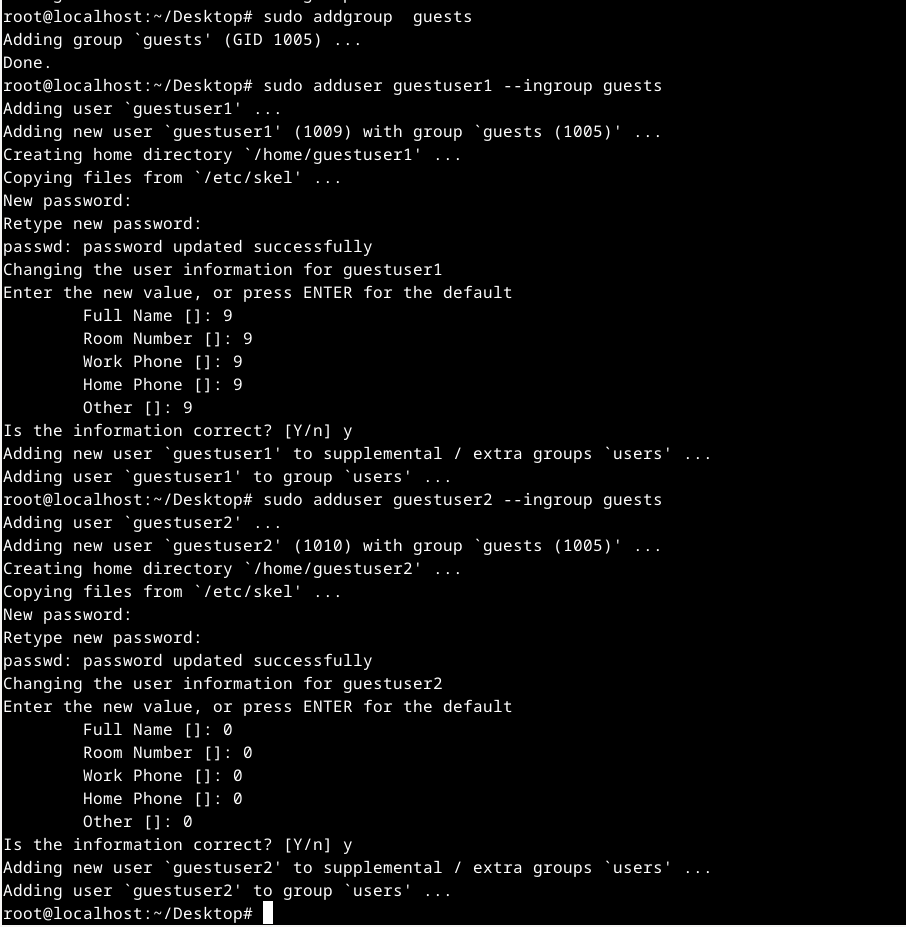 root@localhost:~/Desktop# sudo addgroup  guests
Adding group `guests' (GID 1005) ...
Done.
root@localhost:~/Desktop# sudo adduser guestuser1 --ingroup guests
Adding user `guestuser1' ...
Adding new user `guestuser1' (1009) with group `guests (1005)' ...
Creating home directory `/home/guestuser1' ...
Copying files from `/etc/skel' ...
New password:
Retype new password:
passwd: password updated successfully
Changing the user information for guestuser1
Enter the new value, or press ENTER for the default
        Full Name []: 9
        Room Number []: 9
        Work Phone []: 9
        Home Phone []: 9
        Other []: 9
Is the information correct? [Y/n] y
Adding new user `guestuser1' to supplemental / extra groups `users' ...
Adding user `guestuser1' to group `users' ...
root@localhost:~/Desktop# sudo adduser guestuser2 --ingroup guests
Adding user `guestuser2' ...
Adding new user `guestuser2' (1010) with group `guests (1005)' ...
Creating home directory `/home/guestuser2' ...
Copying files from `/etc/skel' ...
New password:
Retype new password:
passwd: password updated successfully
Changing the user information for guestuser2
Enter the new value, or press ENTER for the default
        Full Name []: 0
        Room Number []: 0
        Work Phone []: 0
        Home Phone []: 0
        Other []: 0
Is the information correct? [Y/n] y
Adding new user `guestuser2' to supplemental / extra groups `users' ...
Adding user `guestuser2' to group `users' ...
root@localhost:~/Desktop#